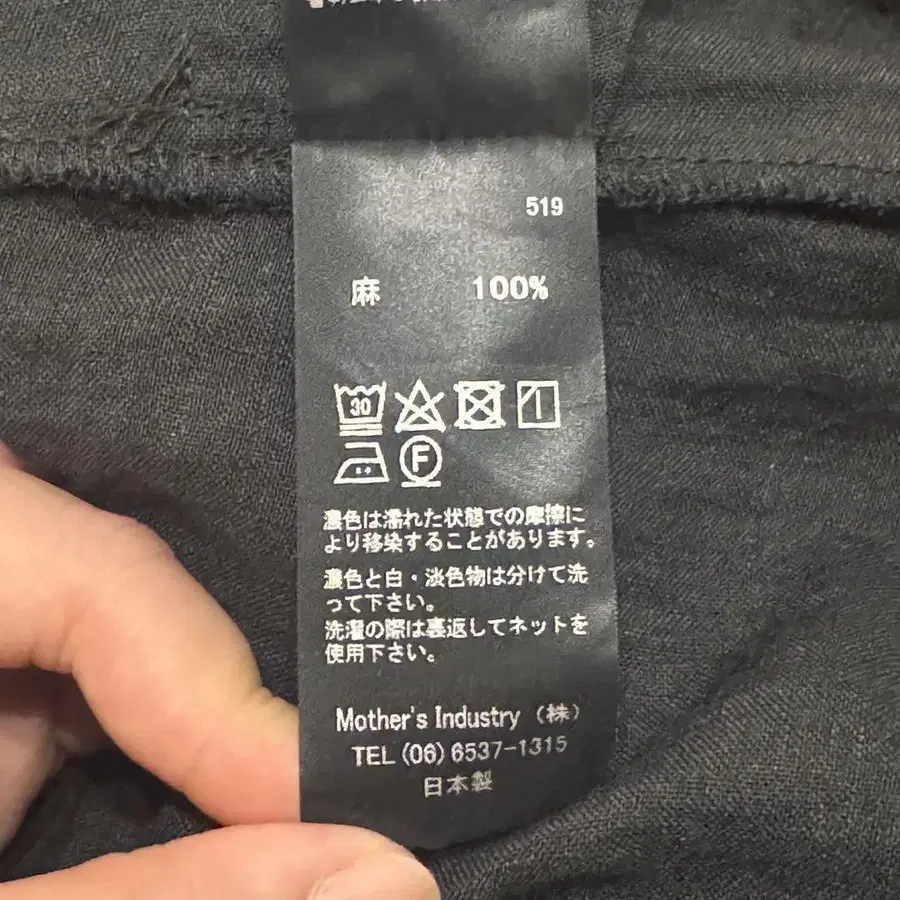 519
麻 100%
30
F
濃色は濡れた状態での摩擦に
より移染することがあります。
濃色と白・淡色物は分けて洗
って下さい。
洗濯の際は裏返してネットを
使用下さい。
Mother's Industry（株）
TEL(06)6537-1315
日本製